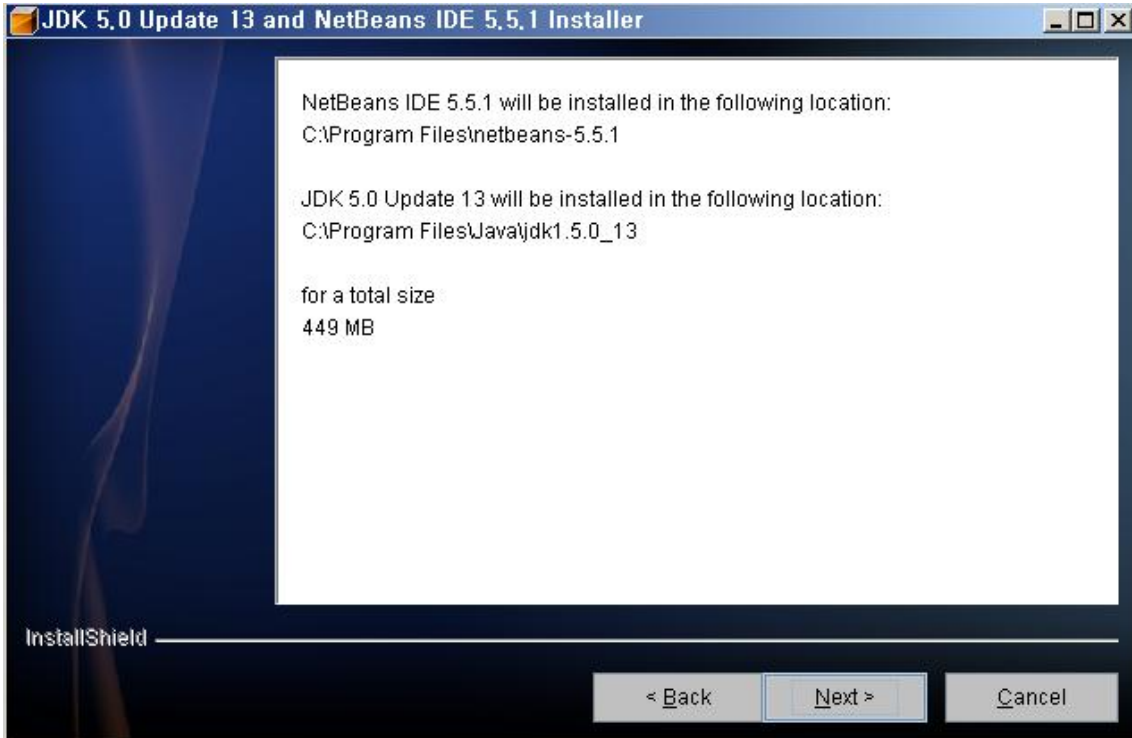 JDK 5.0 Update 13 and NetBeans IDE 5.5.1 Installer
NetBeans IDE 5.5.1 will be installed in the following location:
C:\Program Files\netbeans-5.5.1
JDK 5.0 Update 13 will be installed in the following location:
C:\Program Files\Java\jdk1.5.0_13
for a total size
449 MB
InstallShield
< Back
Next >
Cancel